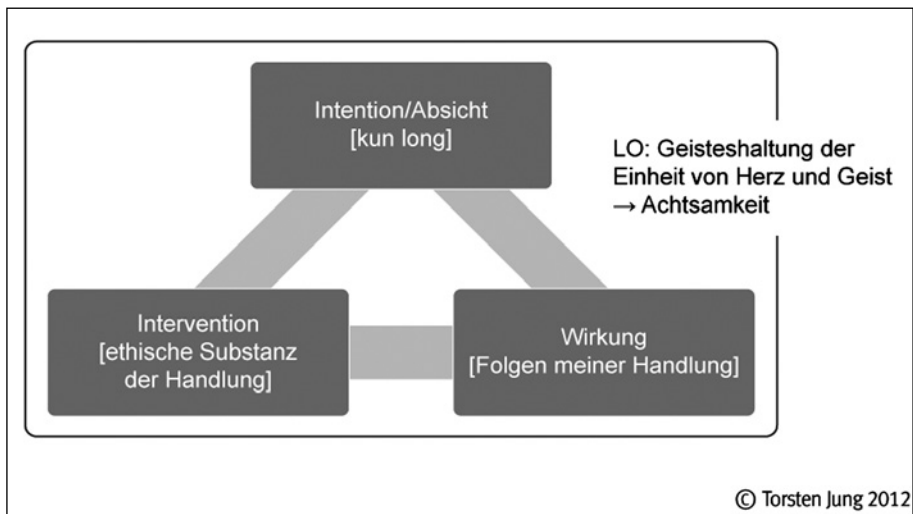 Intention/Absicht
[kun long]
LO: Geisteshaltung der
Einheit von Herz und Geist
→ Achtsamkeit
Intervention
[ethische Substanz
der Handlung]
Wirkung
[Folgen meiner Handlung]
© Torsten Jung 2012